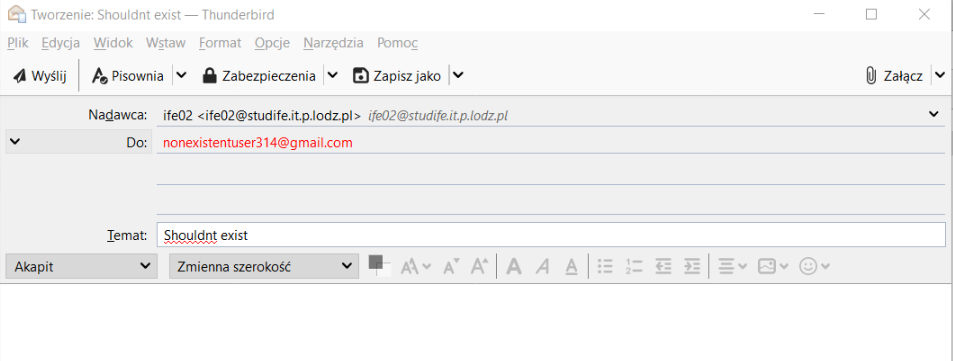 Tworzenie: Shouldnt exist — Thunderbird
Plik Edycja Widok Wstaw Format Opcje Narzędzia Pomoc
Wyślij Pisownia Zabezpieczenia Zapisz jako Załącz
Nadawca: ife02 <ife02@studife.it.p.lodz.pl> ife02@studife.it.p.lodz.pl
Do: nonexistentuser314@gmail.com
Temat: Shouldnt exist
Akapit Zmienna szerokość